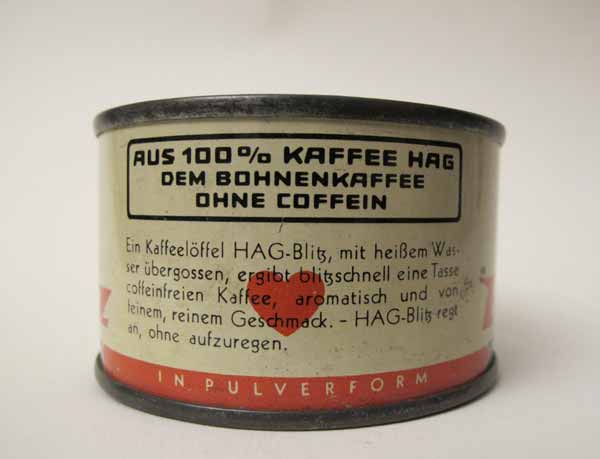 AUS 100% KAFFEE HAG
DEM BOHNENKAFFEE
OHNE COFFEIN
Ein Kaffeelöffel HAG-Blitz, mit heißem Was-
ser übergossen, ergibt blitzschnell eine Tasse
coffeinfreien Kaffee, aromatisch und von
feinem, reinem Geschmack. - HAG-Blitz regt
an, ohne aufzuregen.
IN PULVERFORM